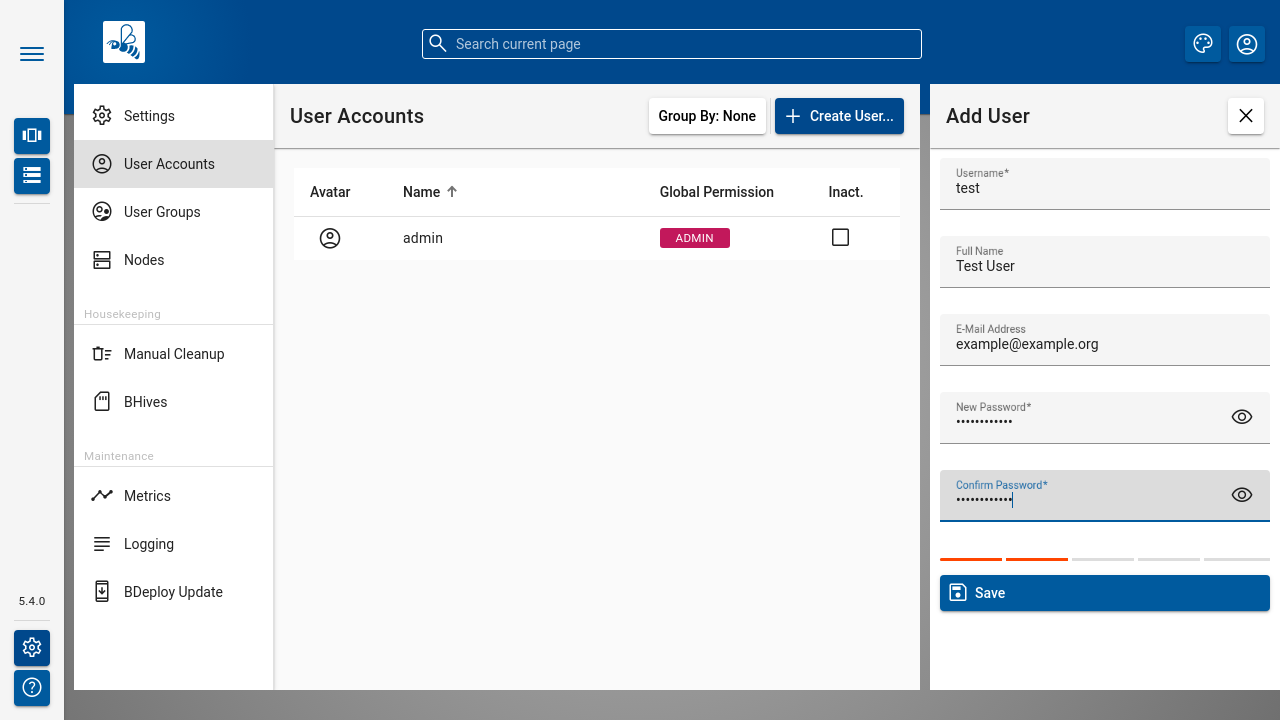 Search current page
Settings
User Accounts
User Groups
Nodes
Housekeeping
Manual Cleanup
BHives
Maintenance
Metrics
Logging
BDeploy Update
5.4.0
User Accounts
Group By: None
Create User...
Avatar Name Global Permission Inact.
admin ADMIN
Add User
Username*
test
Full Name
Test User
E-Mail Address
example@example.org
New Password*
••••••••••••
Confirm Password*
••••••••••••
Save